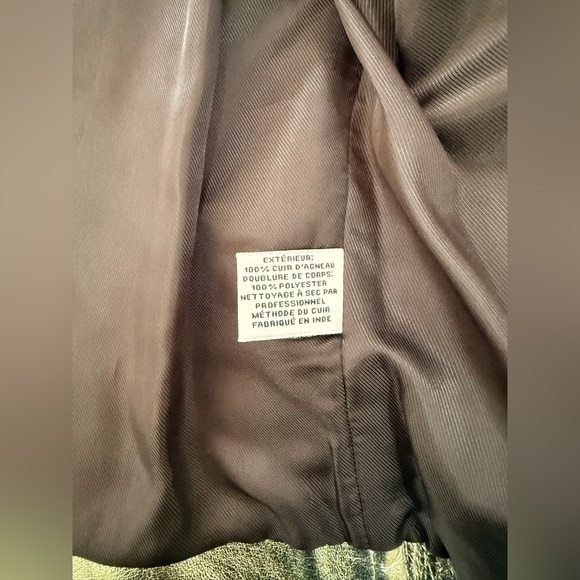 EXTÉRIEUR:
100% CUIR D'AGNEAU
DOUBLURE DE CORPS:
100% POLYESTER
NETTOYAGE À SEC PAR
PROFESSIONNEL
MÉTHODE DU CUIR
FABRIQUÉ EN INDE